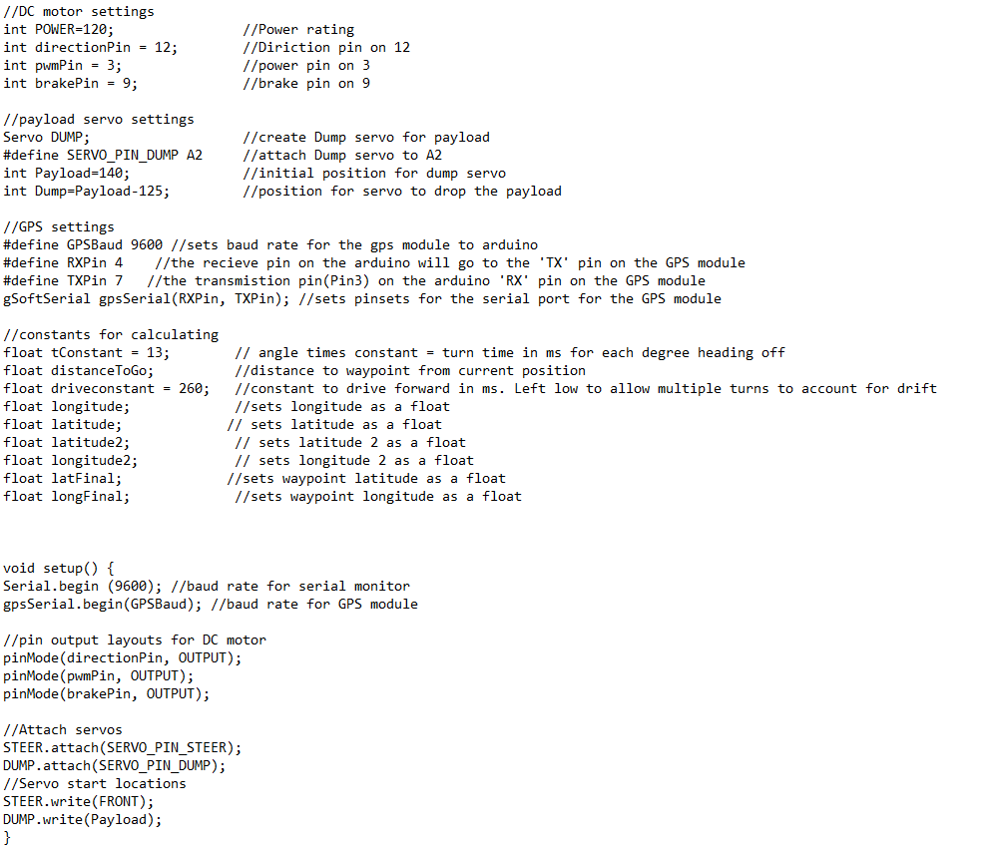 //DC motor settings
int POWER=120; //Power rating
int directionPin = 12; //Diriction pin on 12
int pwmPin = 3; //power pin on 3
int brakePin = 9; //brake pin on 9
//payload servo settings
Servo DUMP; //create Dump servo for payload
#define SERVO_PIN_DUMP A2 //attach Dump servo to A2
int Payload=140; //initial position for dump servo
int Dump=Payload-125; //position for servo to drop the payload
//GPS settings
#define GPSBaud 9600 //sets baud rate for the gps module to arduino
#define RXPin 4 //the recieve pin on the arduino will go to the 'TX' pin on the GPS module
#define TXPin 7 //the transmistion pin(Pin3) on the arduino 'RX' pin on the GPS module
gSoftSerial gpsSerial(RXPin, TXPin); //sets pinsets for the serial port for the GPS module
//constants for calculating
float tConstant = 13; // angle times constant = turn time in ms for each degree heading off
float distanceToGo; //distance to waypoint from current position
float driveconstant = 260; //constant to drive forward in ms. Left low to allow multiple turns to account for drift
float longitude; //sets longitude as a float
float latitude; // sets latitude as a float
float latitude2; // sets latitude 2 as a float
float longitude2; // sets longitude 2 as a float
float latFinal; //sets waypoint latitude as a float
float longFinal; //sets waypoint longitude as a float
void setup() {
Serial.begin (9600); //baud rate for serial monitor
gpsSerial.begin(GPSBaud); //baud rate for GPS module
//pin output layouts for DC motor
pinMode(directionPin, OUTPUT);
pinMode(pwmPin, OUTPUT);
pinMode(brakePin, OUTPUT);
//Attach servos
STEER.attach(SERVO_PIN_STEER);
DUMP.attach(SERVO_PIN_DUMP);
//Servo start locations
STEER.write(FRONT);
DUMP.write(Payload);
}